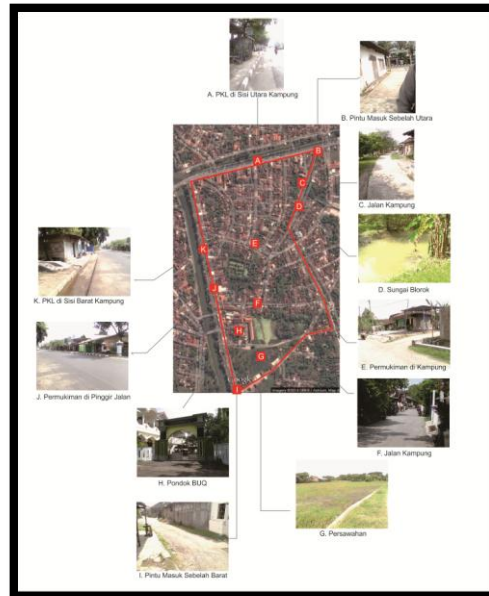 A. PKL di Sisi Utara Kampung
B. Pintu Masuk Sebelah Utara
C. Jalan Kampung
D. Sungai Blorok
E. Permukiman di Kampung
F. Jalan Kampung
G. Persawahan
H. Pondok BUQ
I. Pintu Masuk Sebelah Barat
J. Permukiman di Pinggir Jalan
K. PKL di Sisi Barat Kampung
A
B
C
D
E
K
J
F
H
G
I